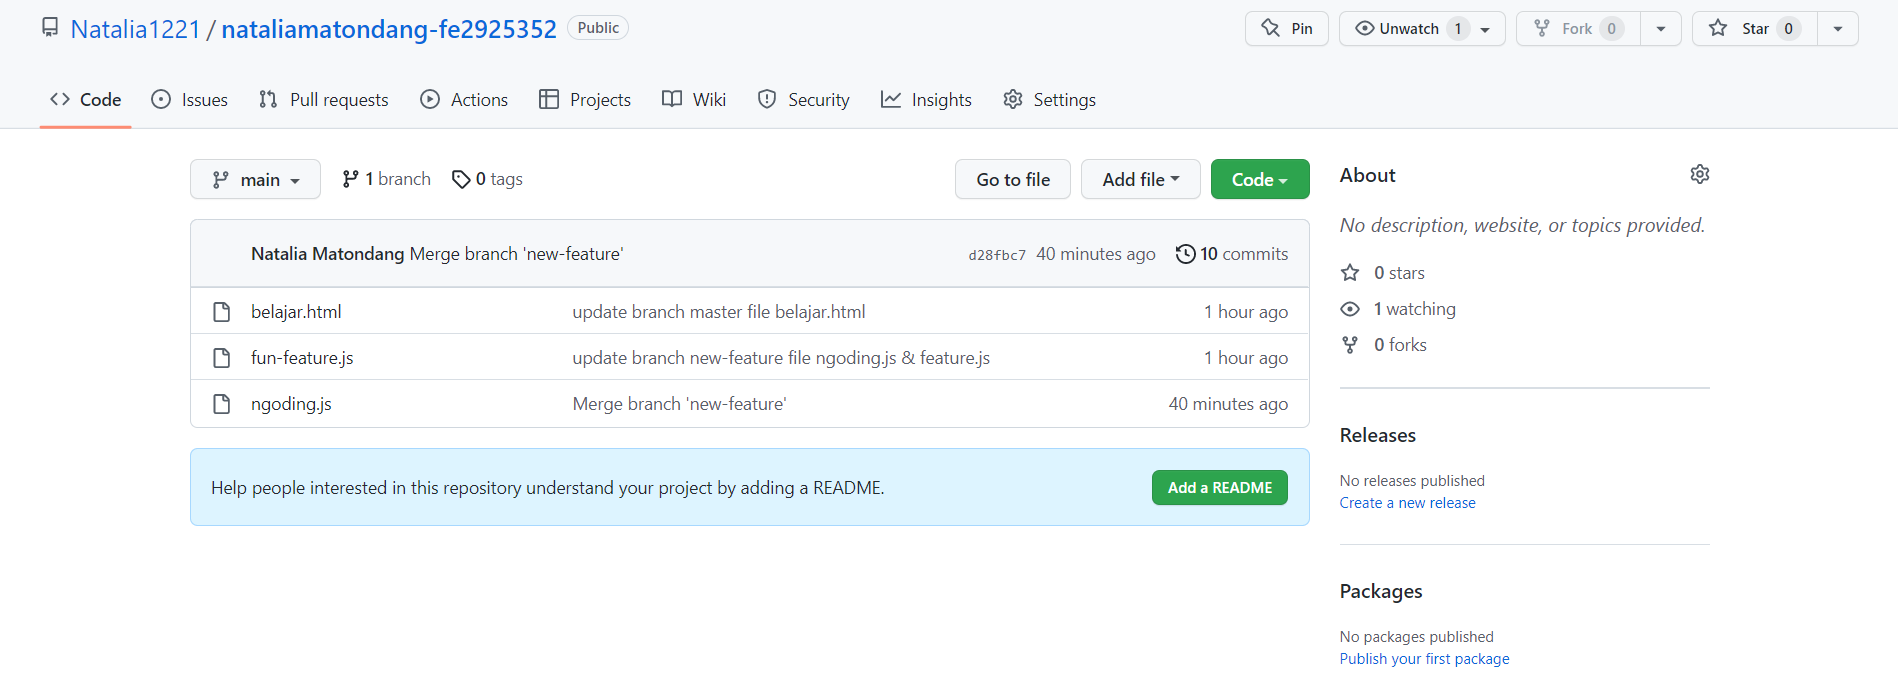 Natalia1221 / nataliamatondang-fe2925352 Public Pin Unwatch 1 Fork 0 Star 0
Code Issues Pull requests Actions Projects Wiki Security Insights Settings
main 1 branch 0 tags Go to file Add file Code
Natalia Matondang Merge branch 'new-feature' d28fbc7 40 minutes ago 10 commits
belajar.html update branch master file belajar.html 1 hour ago
fun-feature.js update branch new-feature file ngoding.js & feature.js 1 hour ago
ngoding.js Merge branch 'new-feature' 40 minutes ago
Help people interested in this repository understand your project by adding a README. Add a README
About
No description, website, or topics provided.
0 stars
1 watching
0 forks
Releases
No releases published
Create a new release
Packages
No packages published
Publish your first package